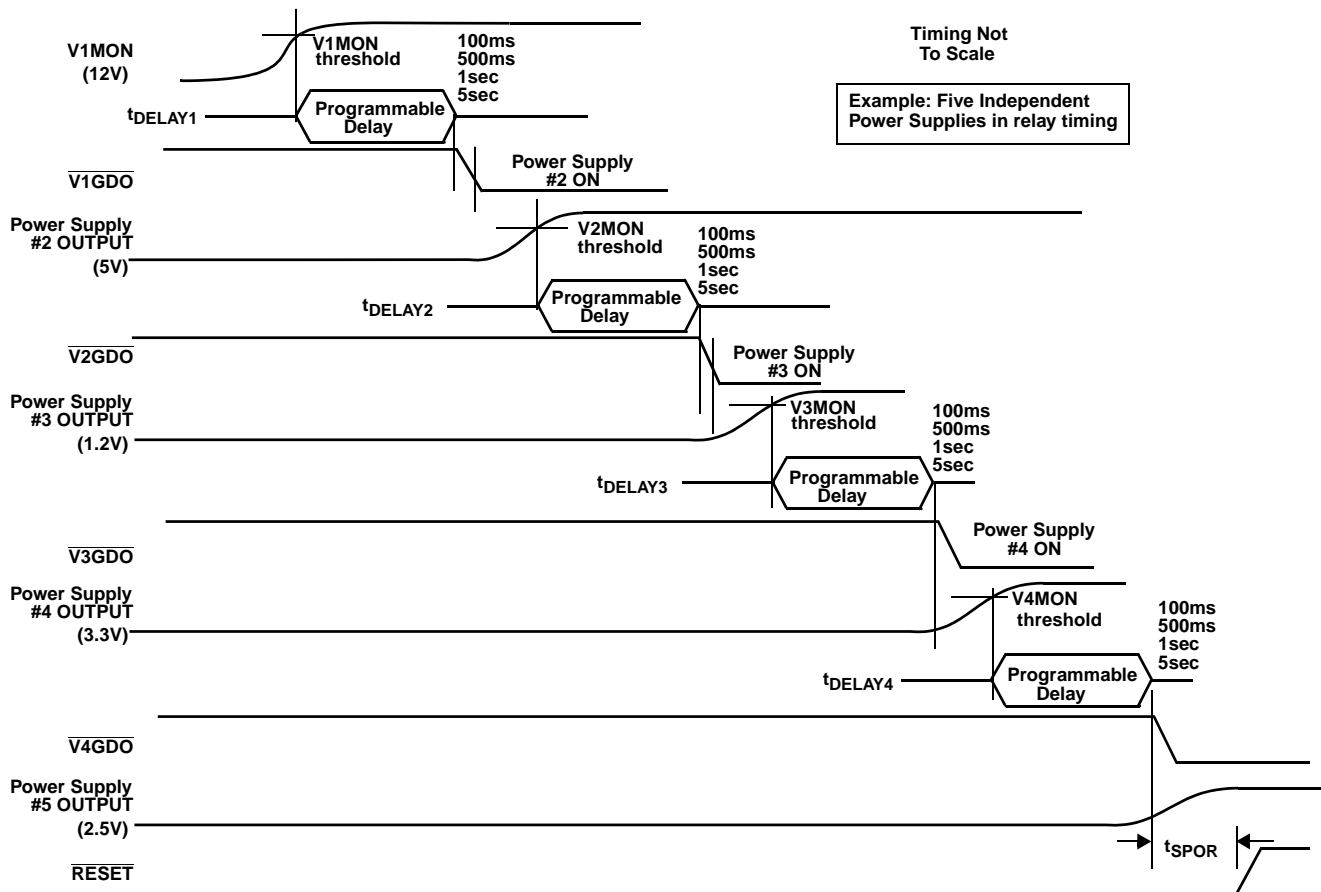 V1MON
(12V)
V1MON
threshold
100ms
500ms
1sec
5sec
Timing Not
To Scale
Example: Five Independent
Power Supplies in relay timing
tDELAY1
Programmable
Delay
V1GDO
Power Supply
#2 ON
Power Supply
#2 OUTPUT
(5V)
V2MON
threshold
100ms
500ms
1sec
5sec
tDELAY2
Programmable
Delay
V2GDO
Power Supply
#3 ON
Power Supply
#3 OUTPUT
(1.2V)
V3MON
threshold
100ms
500ms
1sec
5sec
tDELAY3
Programmable
Delay
V3GDO
Power Supply
#4 ON
Power Supply
#4 OUTPUT
(3.3V)
V4MON
threshold
100ms
500ms
1sec
5sec
tDELAY4
Programmable
Delay
V4GDO
Power Supply
#5 OUTPUT
(2.5V)
tSPOR
RESET